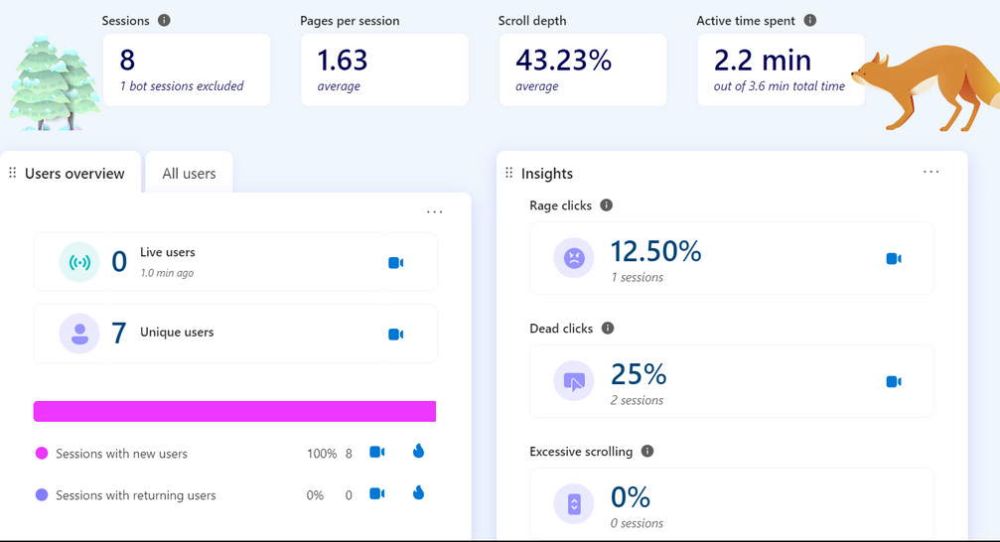 Sessions
8
1 bot sessions excluded
Pages per session
1.63
average
Scroll depth
43.23%
average
Active time spent
2.2 min
out of 3.6 min total time
Users overview
All users
0 Live users
1.0 min ago
7 Unique users
Sessions with new users 100% 8
Sessions with returning users 0% 0
Insights
Rage clicks
12.50%
1 sessions
Dead clicks
25%
2 sessions
Excessive scrolling
0%
0 sessions